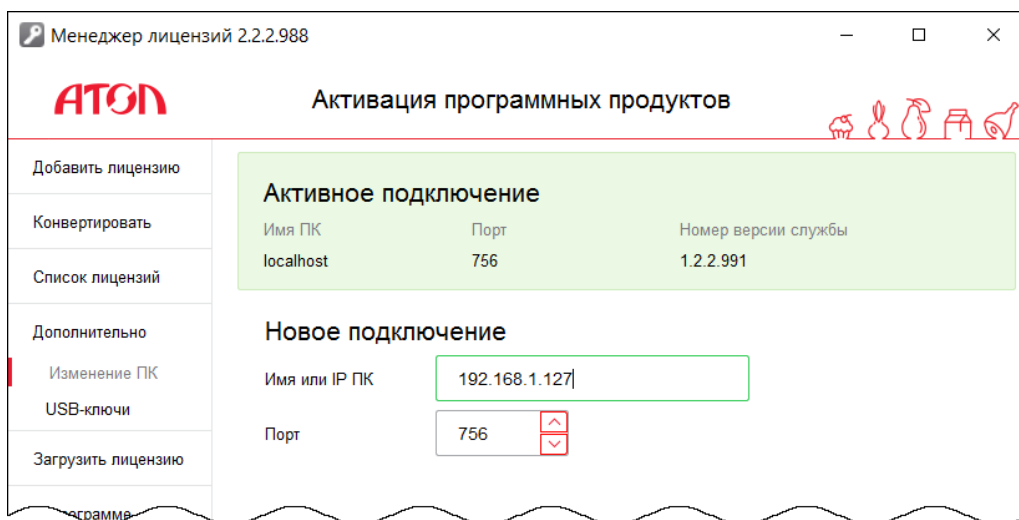 Менеджер лицензий 2.2.2.988
АТОЛ
Активация программных продуктов
Добавить лицензию
Конвертировать
Список лицензий
Дополнительно
Изменение ПК
USB-ключи
Загрузить лицензию
Активное подключение
Имя ПК Порт Номер версии службы
localhost 756 1.2.2.991
Новое подключение
Имя или IP ПК 192.168.1.127
Порт 756